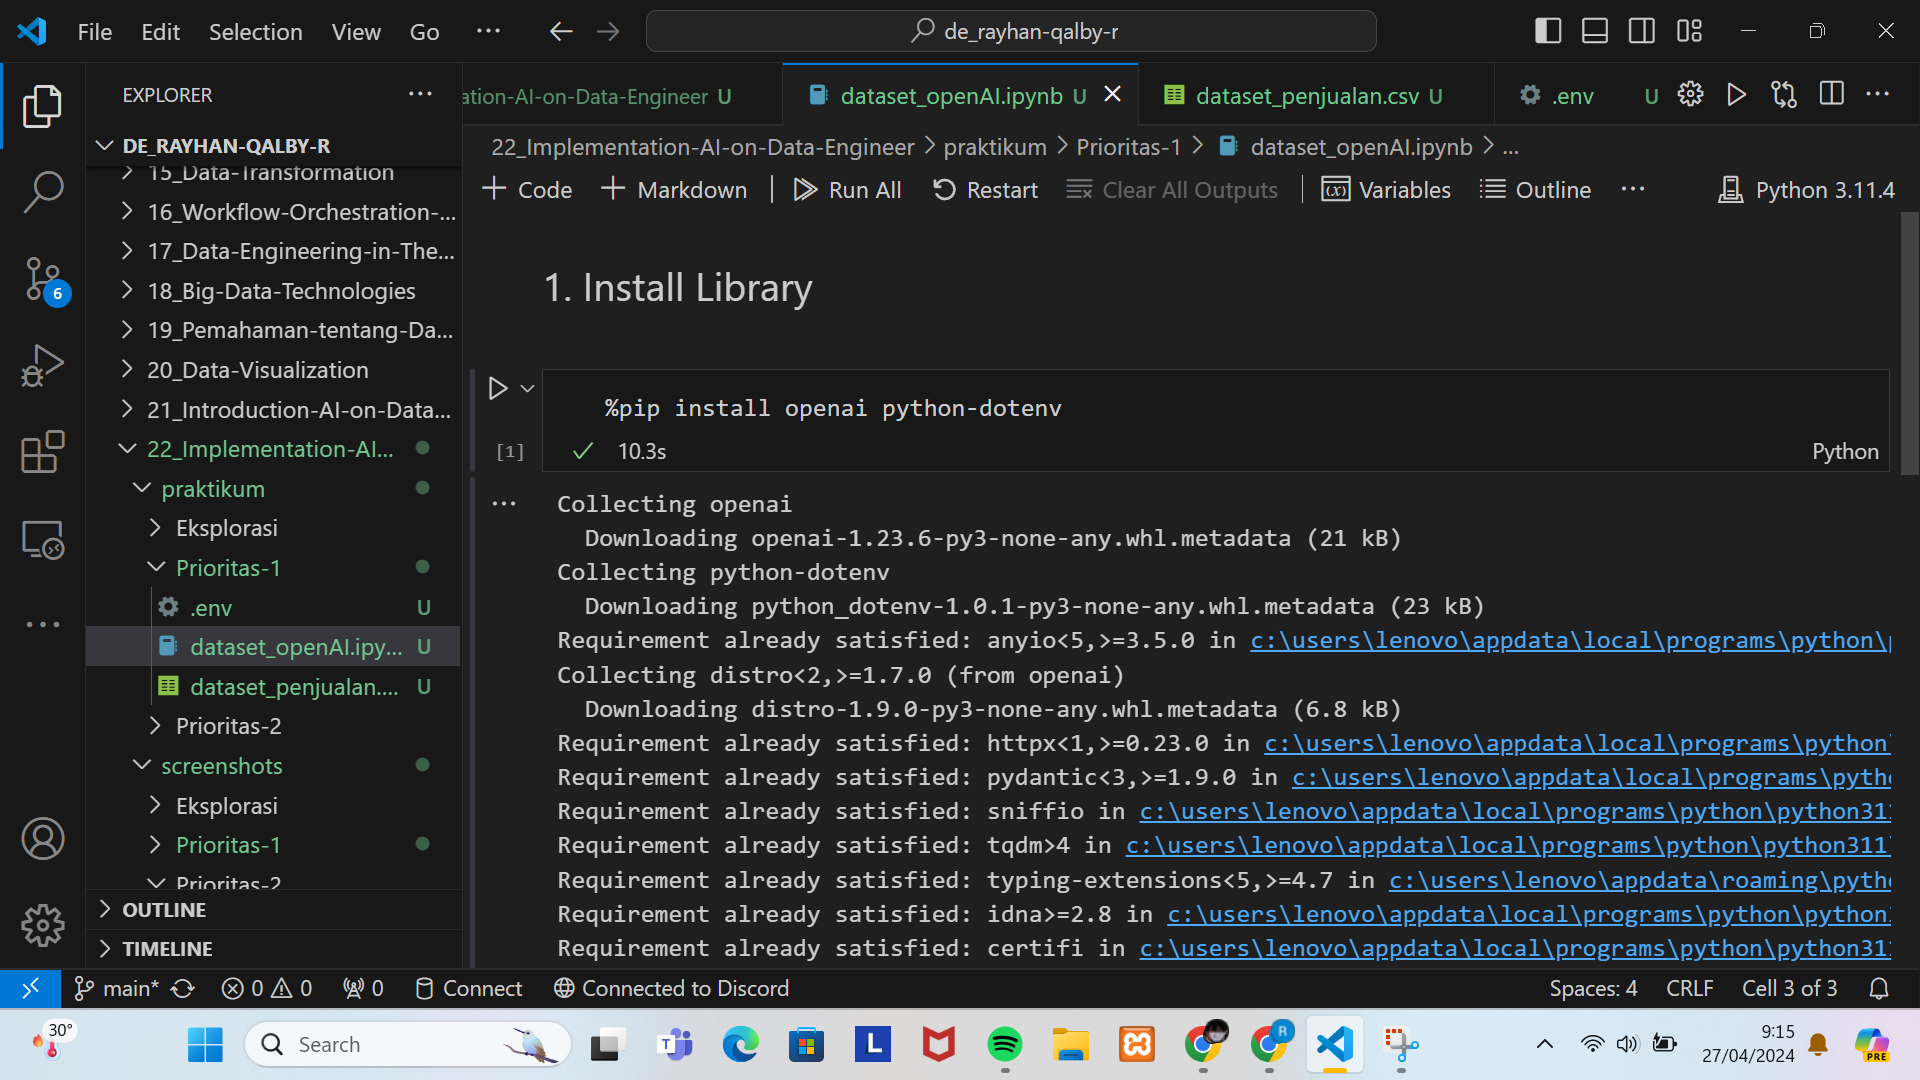 File Edit Selection View Go ...
de_rayhan-qalby-r
EXPLORER
DE_RAYHAN-QALBY-R
15_Data-Transformation
16_Workflow-Orchestration-...
17_Data-Engineering-in-The...
18_Big-Data-Technologies
19_Pemahaman-tentang-Da...
20_Data-Visualization
21_Introduction-AI-on-Data...
22_Implementation-AI...
praktikum
Eksplorasi
Prioritas-1
.env U
dataset_openAI.ipy... U
dataset_penjualan.... U
Prioritas-2
screenshots
Eksplorasi
Prioritas-1
Prioritas-2
OUTLINE
TIMELINE
6
ation-AI-on-Data-Engineer U
dataset_openAI.ipynb U
dataset_penjualan.csv U
.env U
22_Implementation-AI-on-Data-Engineer > praktikum > Prioritas-1 > dataset_openAI.ipynb > ...
+ Code + Markdown | Run All Restart Clear All Outputs | Variables Outline ... Python 3.11.4
1. Install Library
%pip install openai python-dotenv
[1] 10.3s Python
Collecting openai
Downloading openai-1.23.6-py3-none-any.whl.metadata (21 kB)
Collecting python-dotenv
Downloading python_dotenv-1.0.1-py3-none-any.whl.metadata (23 kB)
Requirement already satisfied: anyio<5,>=3.5.0 in c:\users\lenovo\appdata\local\programs\python\p
Collecting distro<2,>=1.7.0 (from openai)
Downloading distro-1.9.0-py3-none-any.whl.metadata (6.8 kB)
Requirement already satisfied: httpx<1,>=0.23.0 in c:\users\lenovo\appdata\local\programs\python\
Requirement already satisfied: pydantic<3,>=1.9.0 in c:\users\lenovo\appdata\local\programs\pytho
Requirement already satisfied: sniffio in c:\users\lenovo\appdata\local\programs\python\python311
Requirement already satisfied: tqdm>4 in c:\users\lenovo\appdata\local\programs\python\python311\
Requirement already satisfied: typing-extensions<5,>=4.7 in c:\users\lenovo\appdata\roaming\pytho
Requirement already satisfied: idna>=2.8 in c:\users\lenovo\appdata\local\programs\python\python3
Requirement already satisfied: certifi in c:\users\lenovo\appdata\local\programs\python\python311
main* 0 0 0 Connect Connected to Discord Spaces: 4 CRLF Cell 3 of 3
30° Search T L R 9:15
27/04/2024 PRE